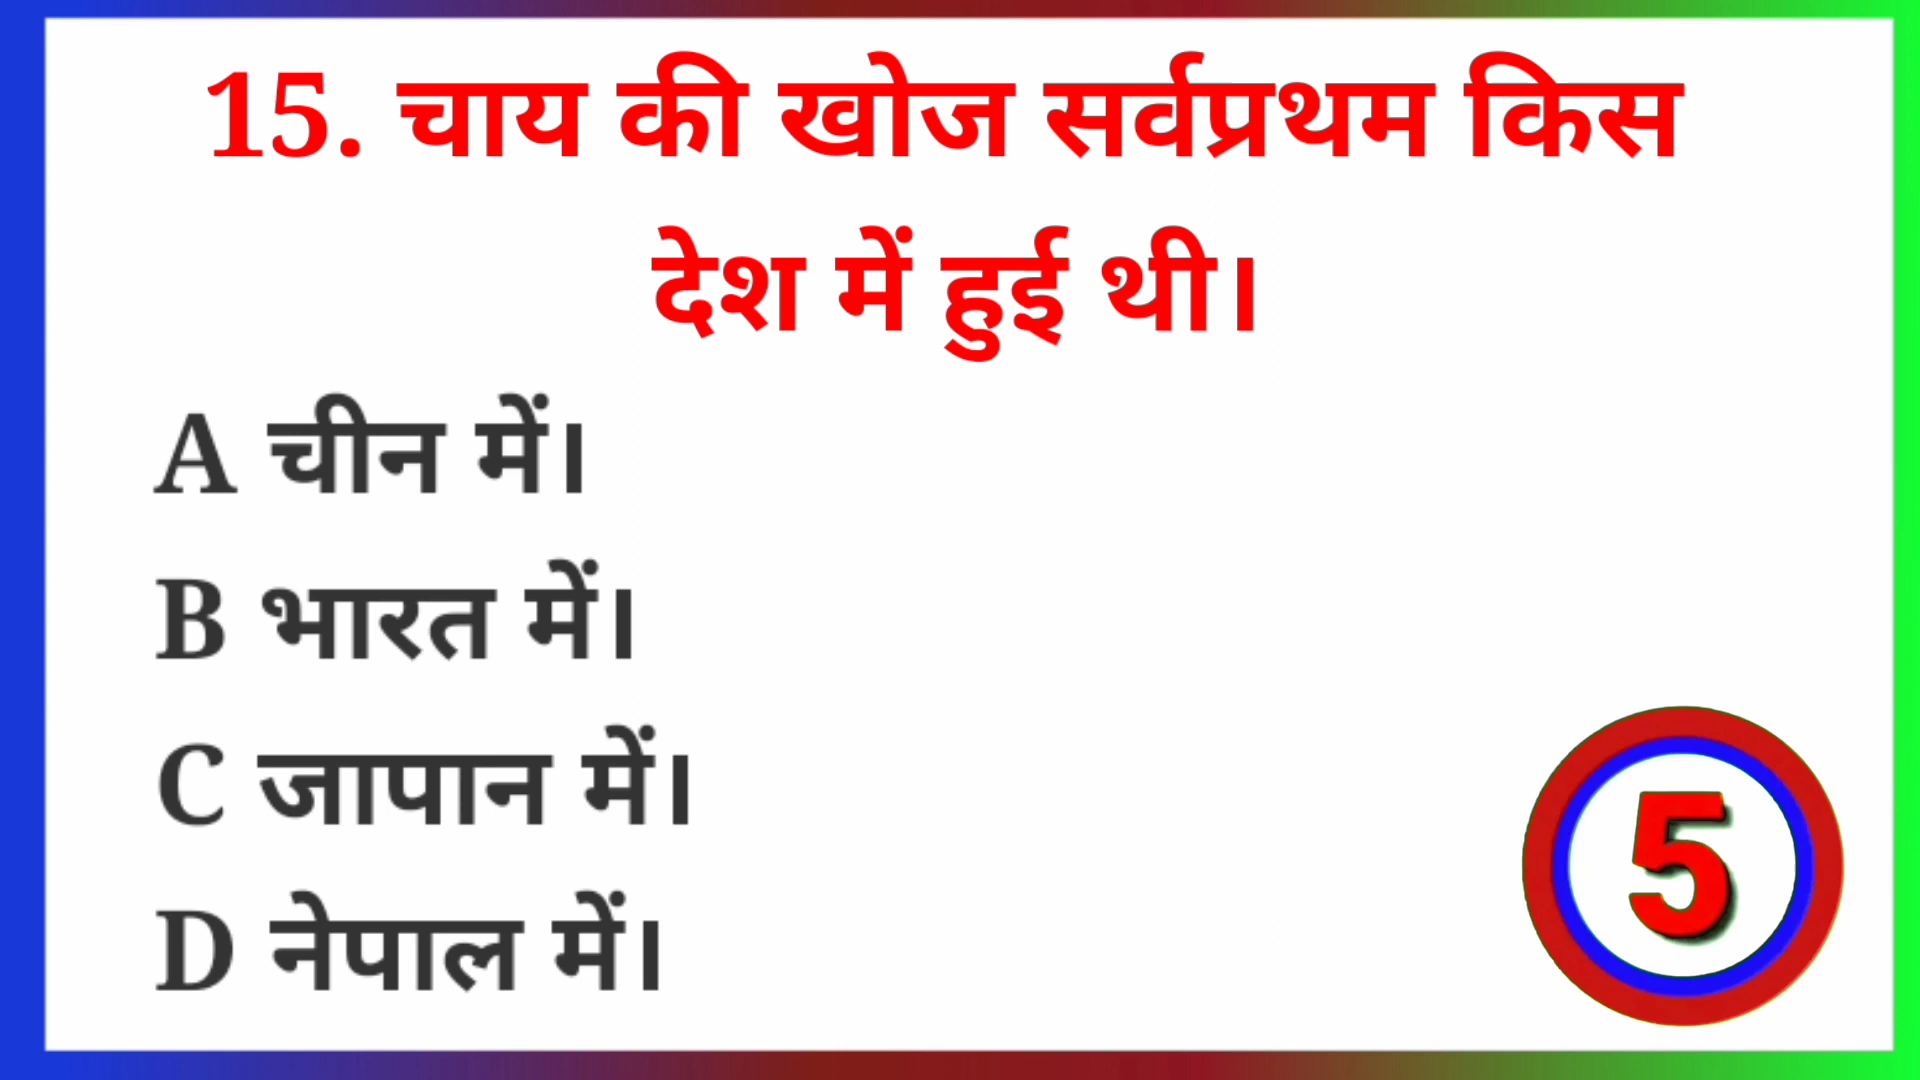 15. चाय की खोज सर्वप्रथम किस
देश में हुई थी।
A चीन में।
B भारत में।
C जापान में।
D नेपाल में।
5